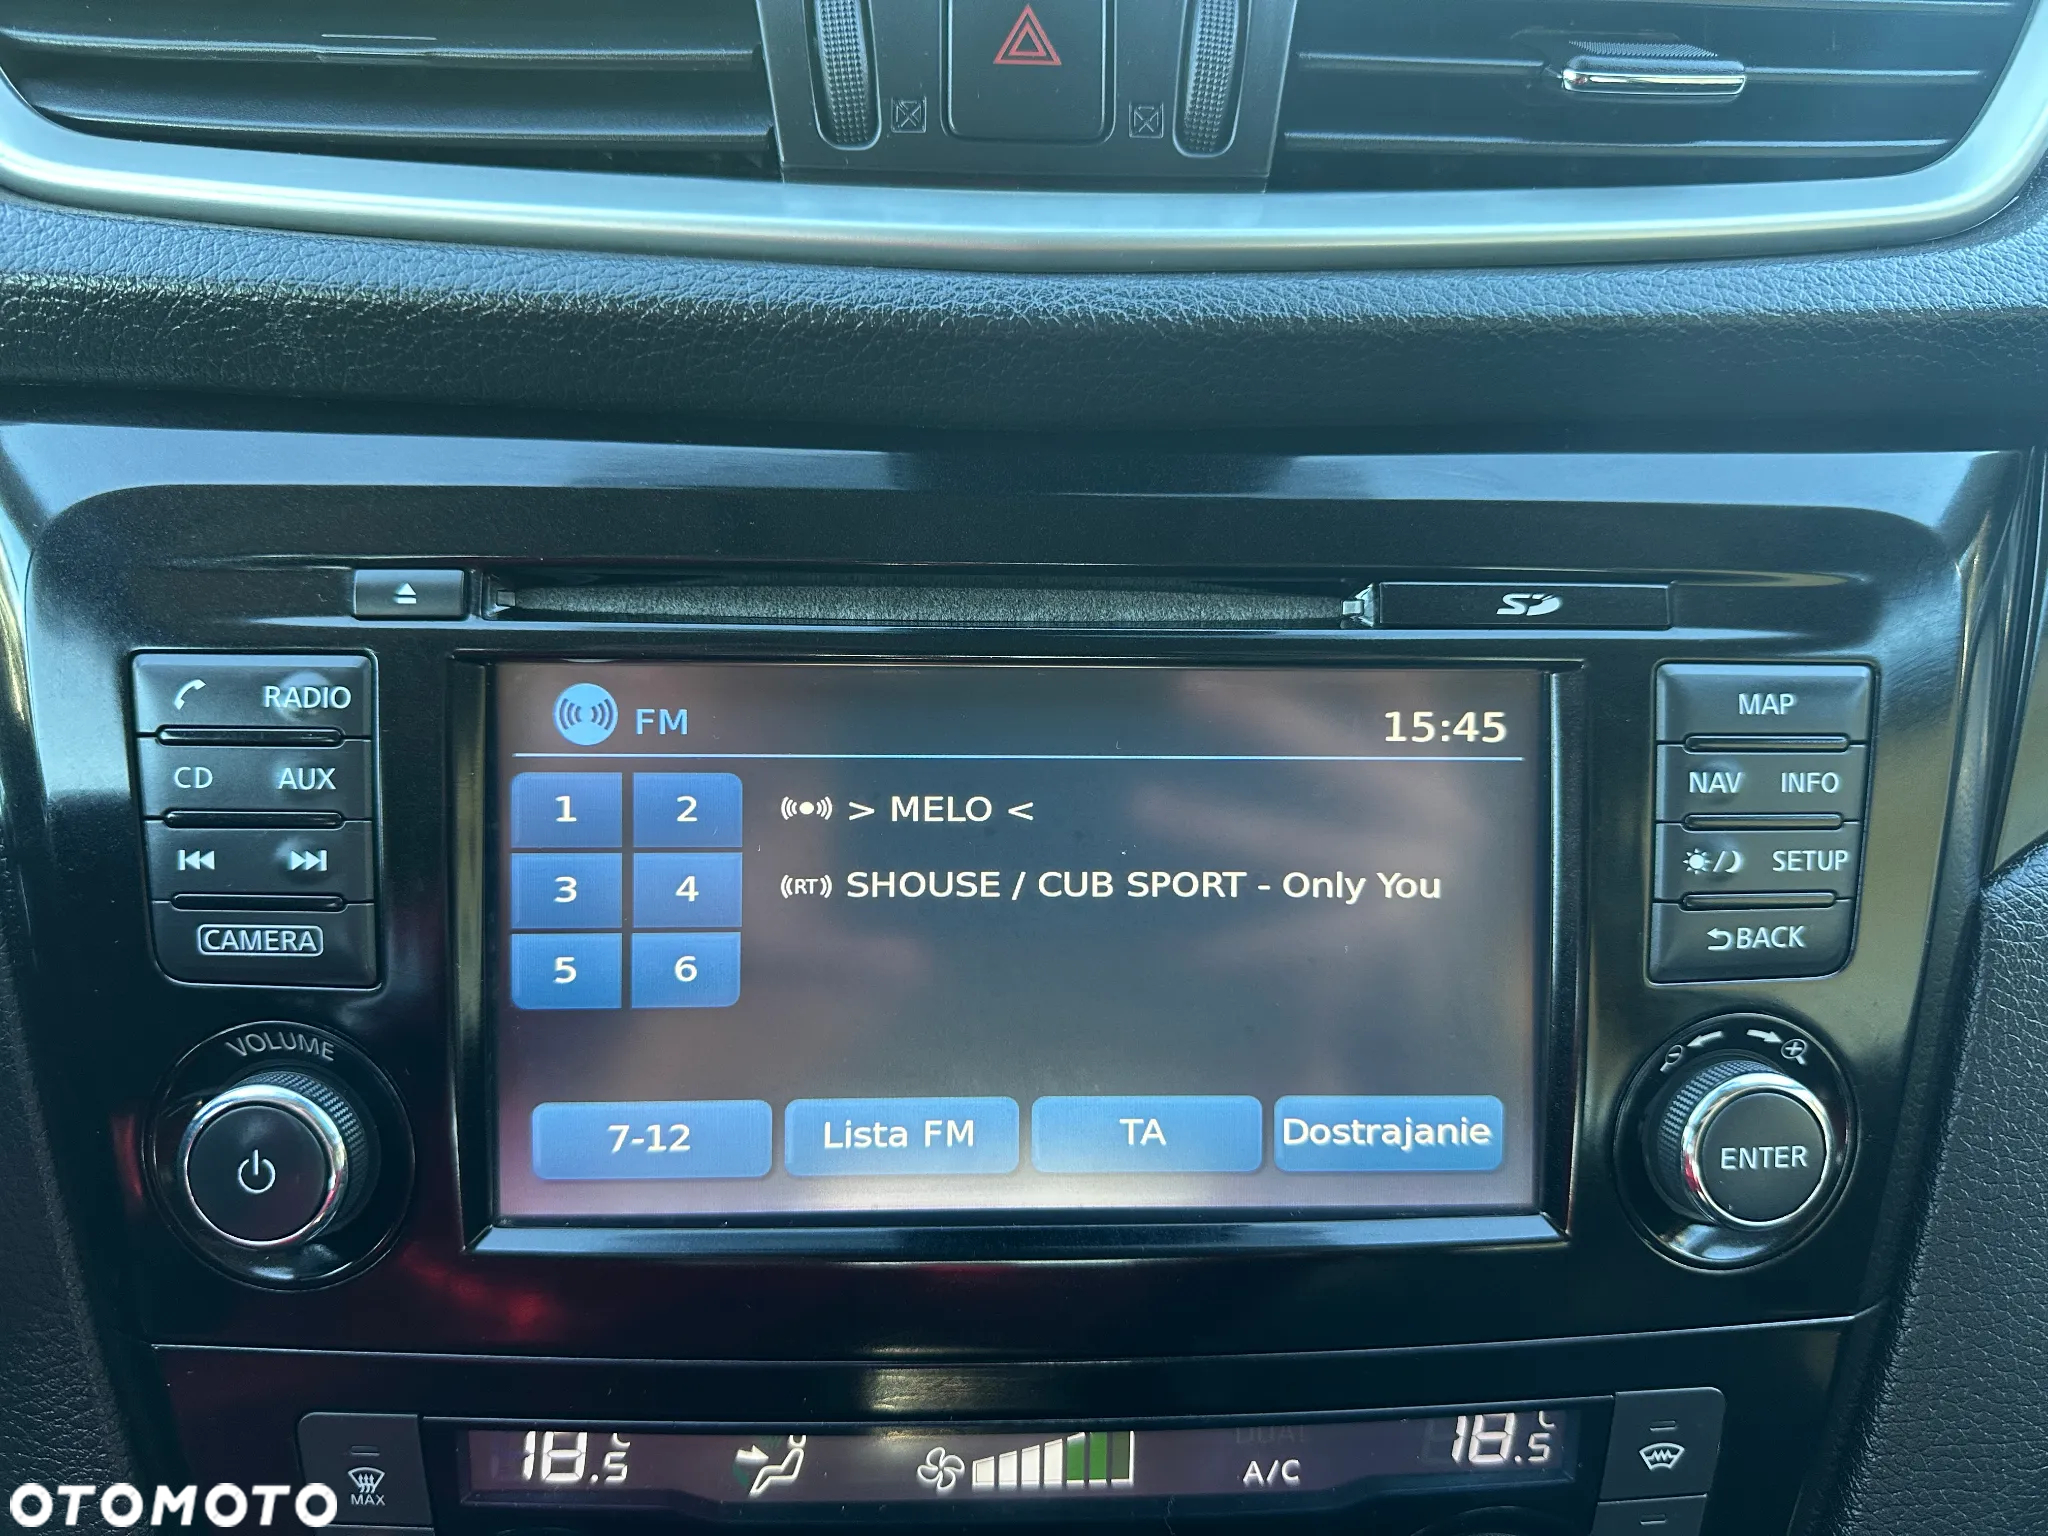 SD
RADIO
CD AUX
CAMERA
VOLUME
FM 15:45
1 2 > MELO <
3 4 RT SHOUSE / CUB SPORT - Only You
5 6
7-12 Lista FM TA Dostrajanie
MAP
NAV INFO
SETUP
BACK
ENTER
18.5°C A/C 18.5°C
DUAL
MAX
OTOMOTO